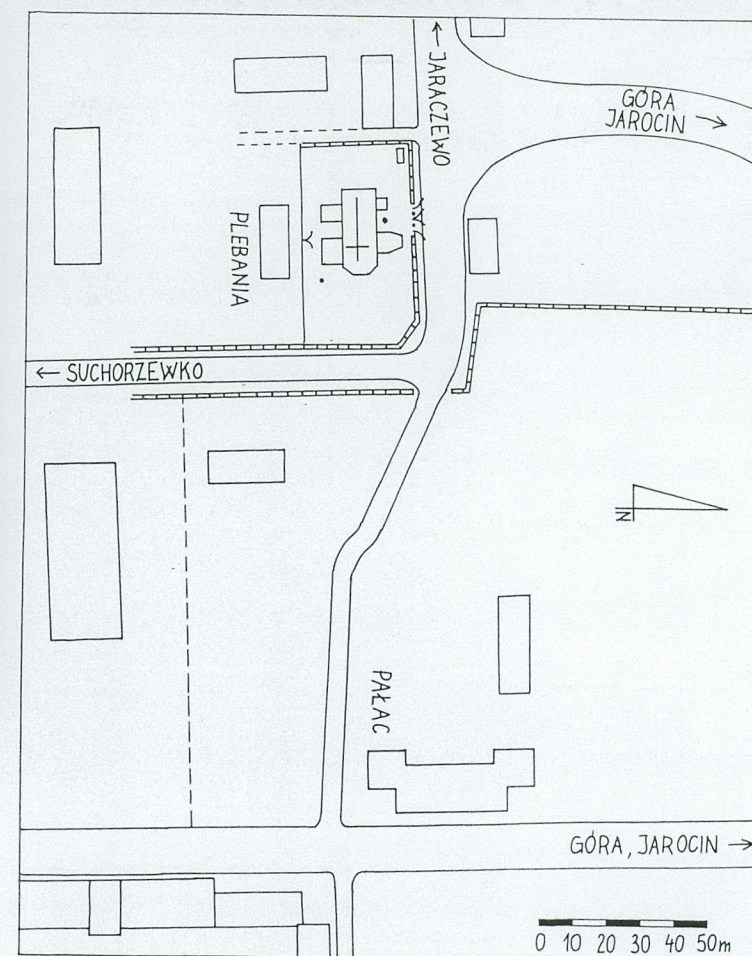 ← JARACZEWO
GÓRA
JAROCIN →
PLEBANIA
← SUCHORZEWKO
N
PAŁAC
GÓRA, JAROCIN →
0 10 20 30 40 50m